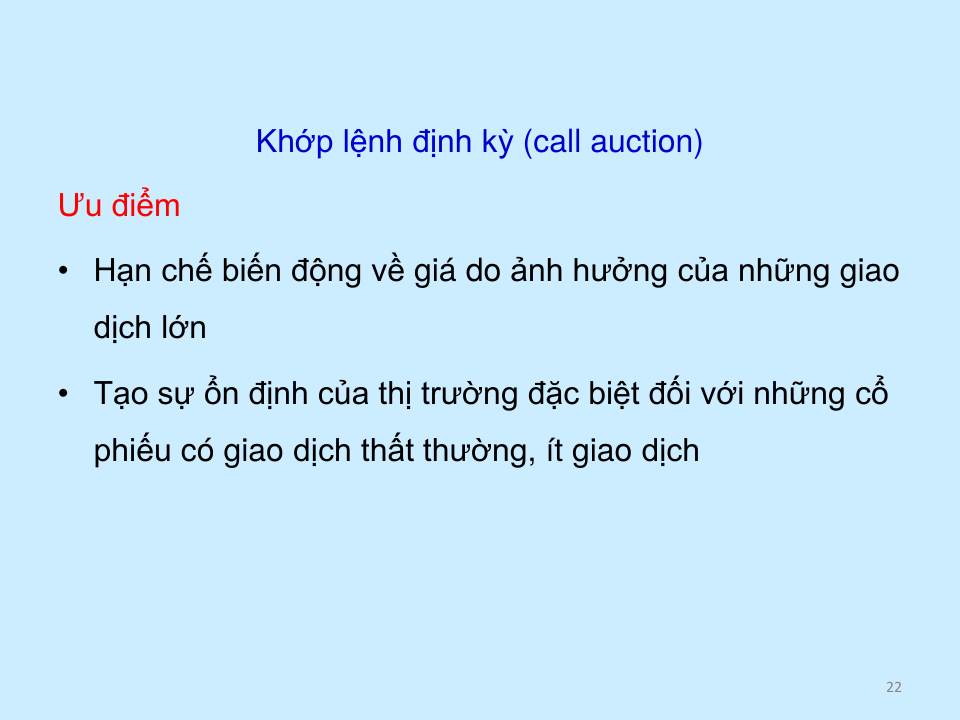 Khớp lệnh định kỳ (call auction)
Ưu điểm
• Hạn chế biến động về giá do ảnh hưởng của những giao
dịch lớn
• Tạo sự ổn định của thị trường đặc biệt đối với những cổ
phiếu có giao dịch thất thường, ít giao dịch
22